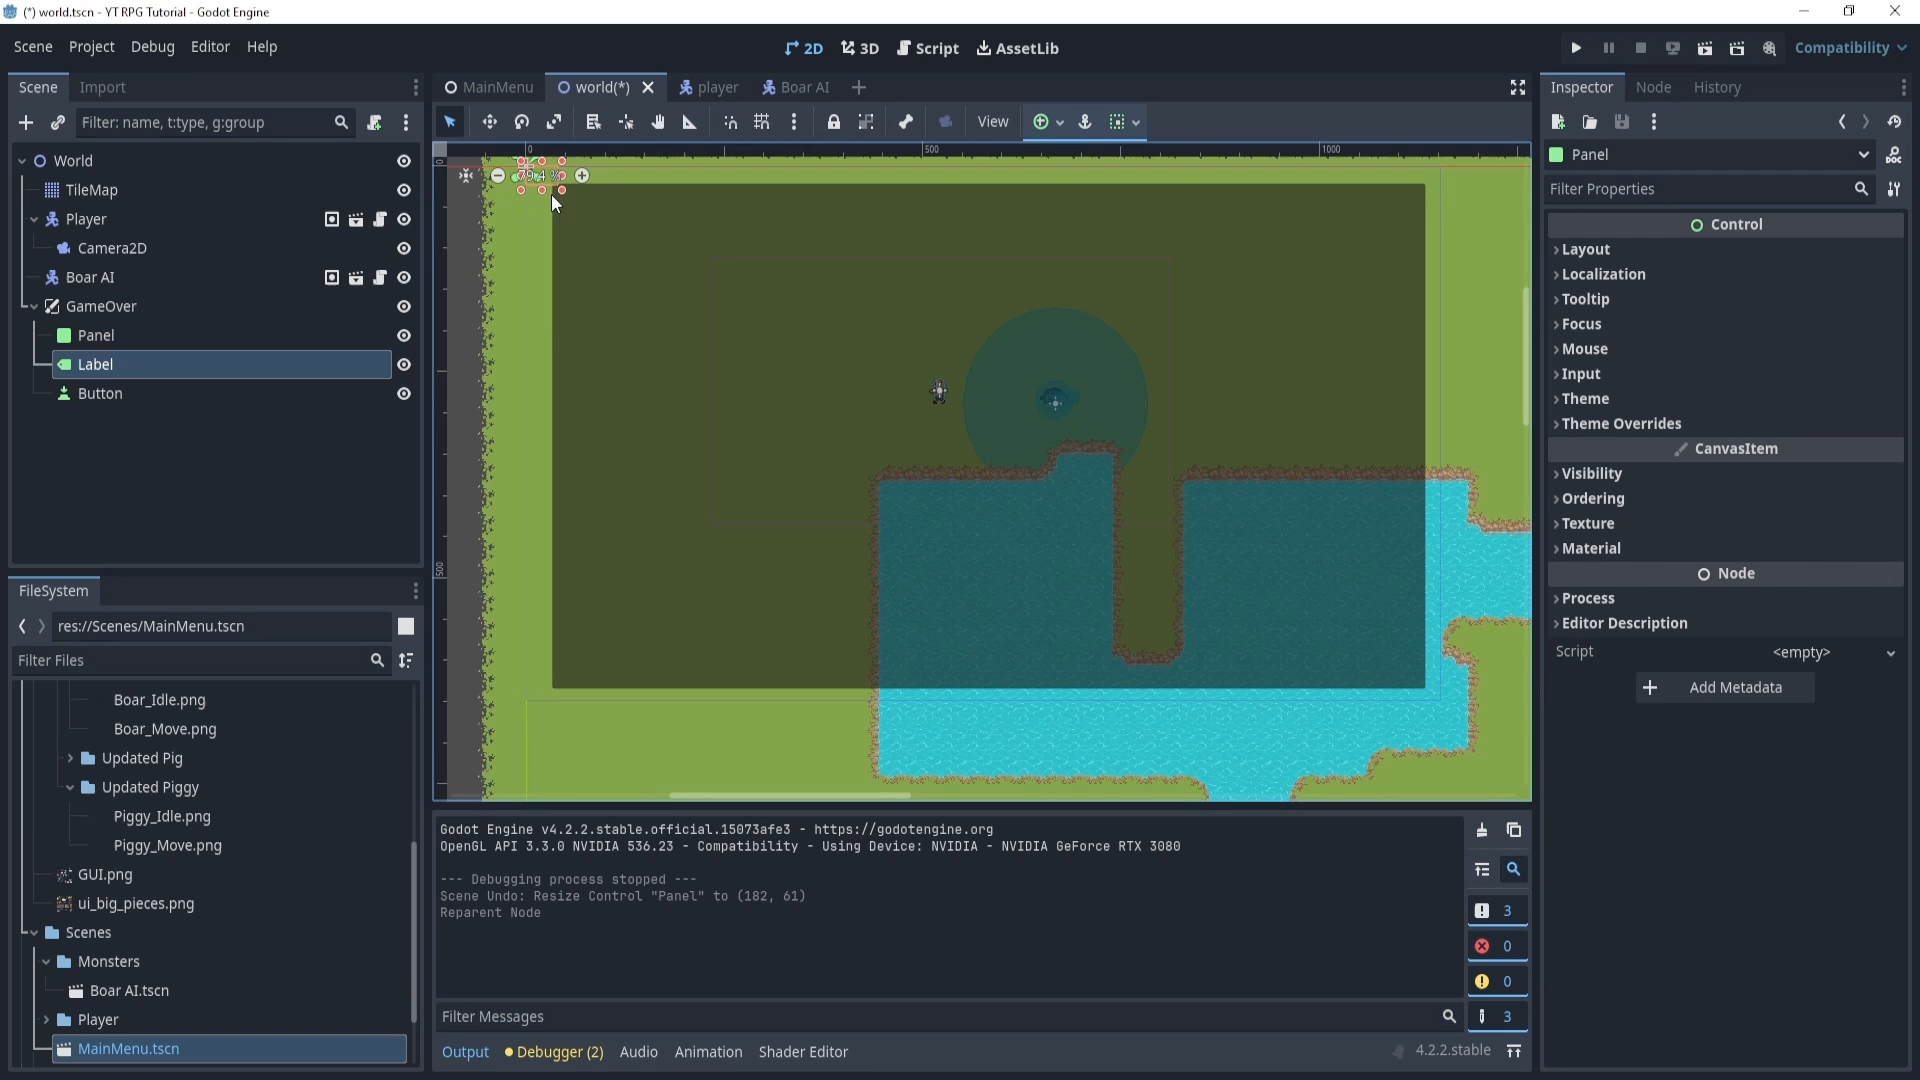 (*) world.tscn - YT RPG Tutorial - Godot Engine
Scene Project Debug Editor Help
2D 3D Script AssetLib
Compatibility
Scene Import
MainMenu world(*) player Boar AI
Inspector Node History
Filter: name, t:type, g:group
View
World
TileMap
Player
Camera2D
Boar AI
GameOver
Panel
Label
Button
0 500 1000
0
500
79.4 %
Panel
Filter Properties
Control
Layout
Localization
Tooltip
Focus
Mouse
Input
Theme
Theme Overrides
CanvasItem
Visibility
Ordering
Texture
Material
Node
Process
Editor Description
Script <empty>
Add Metadata
FileSystem
res://Scenes/MainMenu.tscn
Filter Files
Boar_Idle.png
Boar_Move.png
Updated Pig
Updated Piggy
Piggy_Idle.png
Piggy_Move.png
GUI.png
ui_big_pieces.png
Scenes
Monsters
Boar AI.tscn
Player
MainMenu.tscn
Godot Engine v4.2.2.stable.official.15073afe3 - https://godotengine.org
OpenGL API 3.3.0 NVIDIA 536.23 - Compatibility - Using Device: NVIDIA - NVIDIA GeForce RTX 3080
--- Debugging process stopped ---
Scene Undo: Resize Control "Panel" to (182, 61)
Reparent Node
3
0
0
3
Filter Messages
Output Debugger (2) Audio Animation Shader Editor
4.2.2.stable